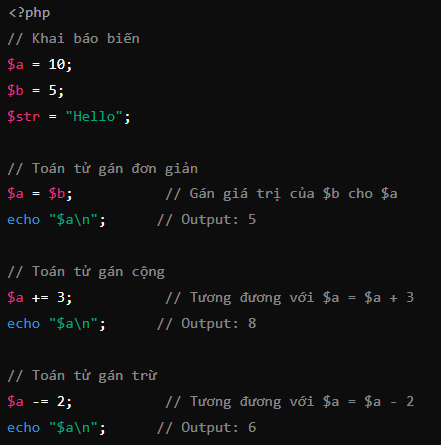 <?php
// Khai báo biến
$a = 10;
$b = 5;
$str = "Hello";
// Toán tử gán đơn giản
$a = $b;           // Gán giá trị của $b cho $a
echo "$a\n";      // Output: 5
// Toán tử gán cộng
$a += 3;           // Tương đương với $a = $a + 3
echo "$a\n";      // Output: 8
// Toán tử gán trừ
$a -= 2;           // Tương đương với $a = $a - 2
echo "$a\n";      // Output: 6